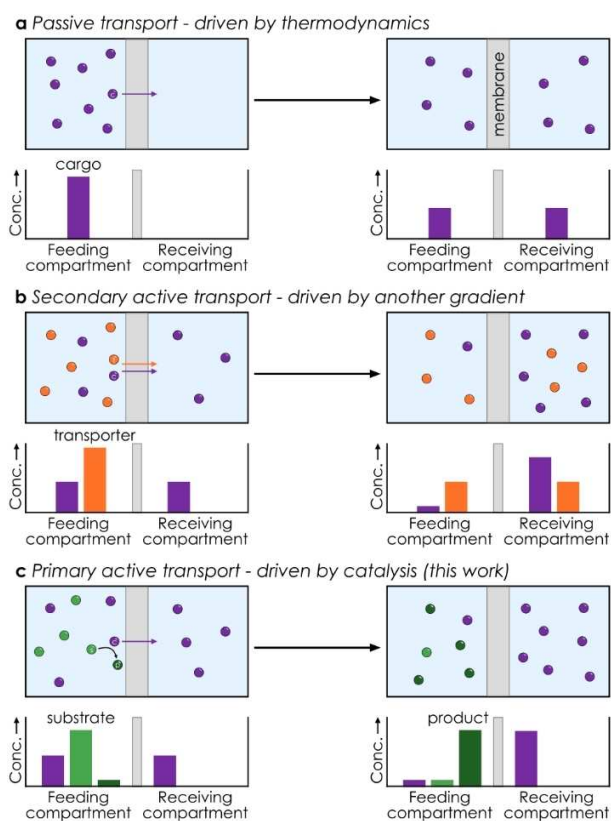 a Passive transport - driven by thermodynamics
membrane
cargo
Conc.
Conc.
Feeding compartment
Receiving compartment
Feeding compartment
Receiving compartment
b Secondary active transport - driven by another gradient
transporter
Conc.
Conc.
Feeding compartment
Receiving compartment
Feeding compartment
Receiving compartment
c Primary active transport - driven by catalysis (this work)
substrate
product
Conc.
Conc.
Feeding compartment
Receiving compartment
Feeding compartment
Receiving compartment